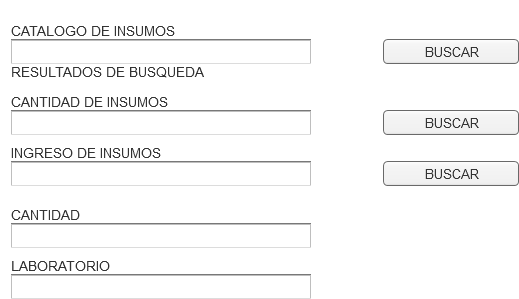 CATALOGO DE INSUMOS
BUSCAR
RESULTADOS DE BUSQUEDA
CANTIDAD DE INSUMOS
BUSCAR
INGRESO DE INSUMOS
BUSCAR
CANTIDAD
LABORATORIO